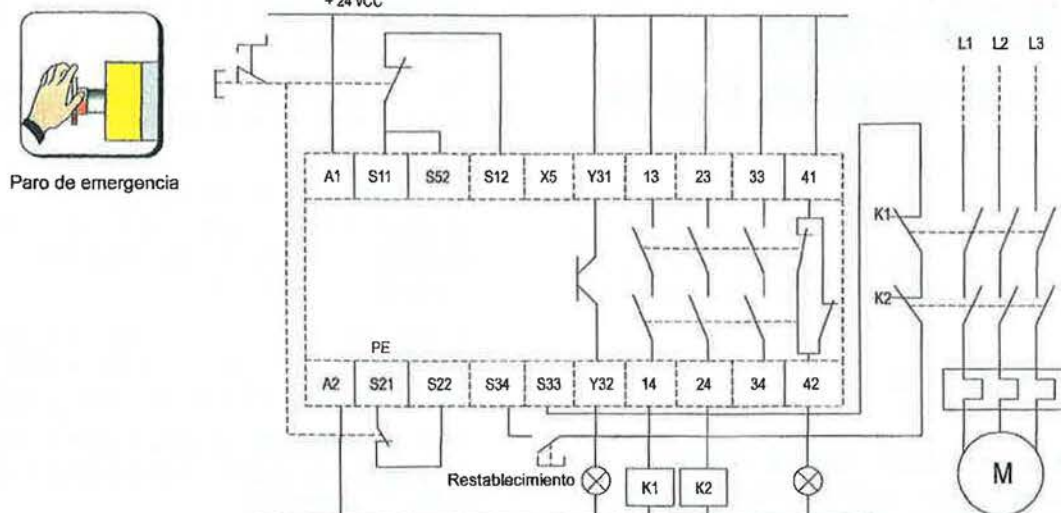 + 24 VCC
L1 L2 L3
Paro de emergencia
A1 S11 S52 S12 X5 Y31 13 23 33 41
K1
K2
PE
A2 S21 S22 S34 S33 Y32 14 24 34 42
Restablecimiento
K1 K2
M